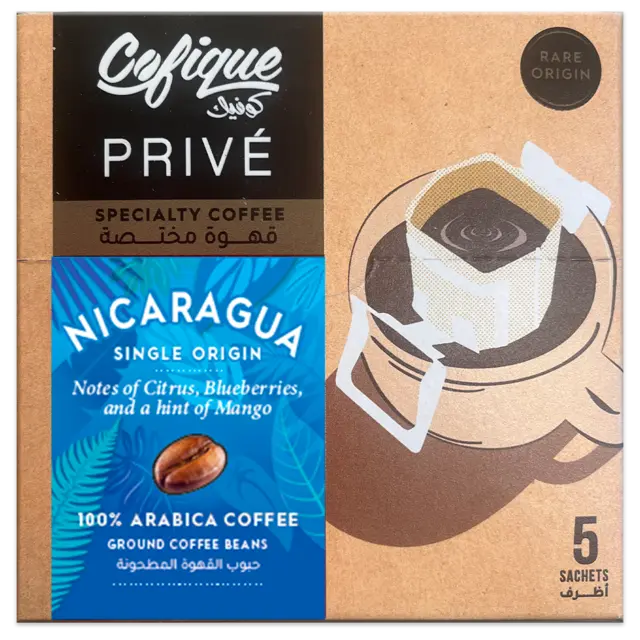 Cofique
كوفيك
PRIVÉ
SPECIALTY COFFEE
قهوة مختصة
RARE
ORIGIN
NICARAGUA
SINGLE ORIGIN
Notes of Citrus, Blueberries,
and a hint of Mango
100% ARABICA COFFEE
GROUND COFFEE BEANS
حبوب القهوة المطحونة
5
SACHETS
أظرف